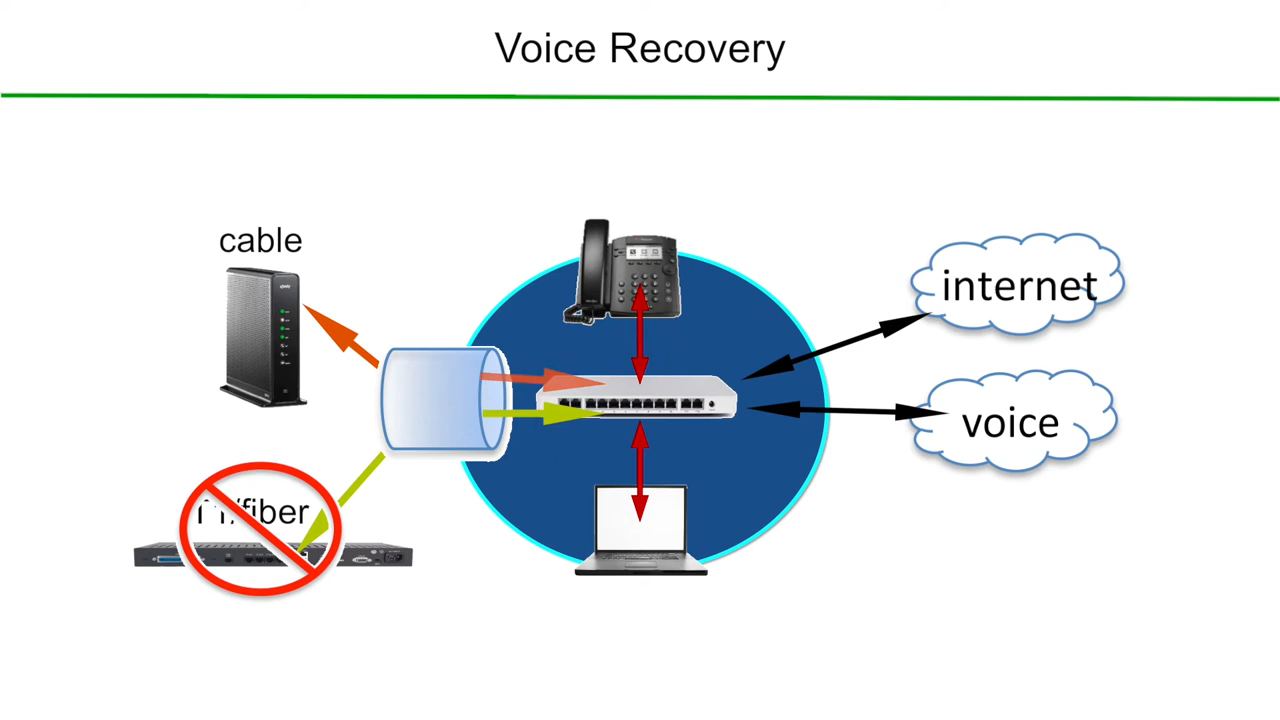 Voice Recovery
cable
internet
voice
/fiber